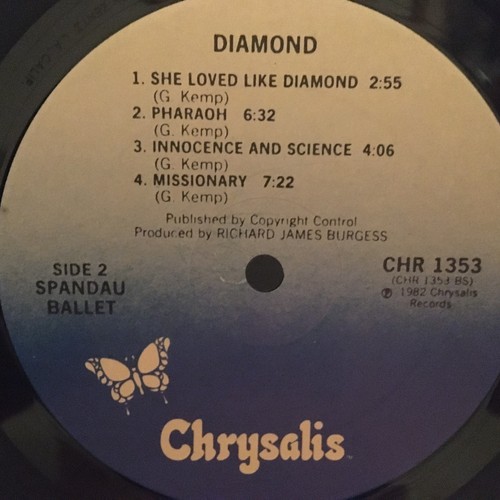 DIAMOND
1. SHE LOVED LIKE DIAMOND 2:55
(G. Kemp)
2. PHARAOH 6:32
(G. Kemp)
3. INNOCENCE AND SCIENCE 4:06
(G. Kemp)
4. MISSIONARY 7:22
(G. Kemp)
Published by Copyright Control
Produced by RICHARD JAMES BURGESS
SIDE 2
SPANDAU
BALLET
CHR 1353
(CHR 1353 BS)
℗ 1982 Chrysalis
Records
Chrysalis